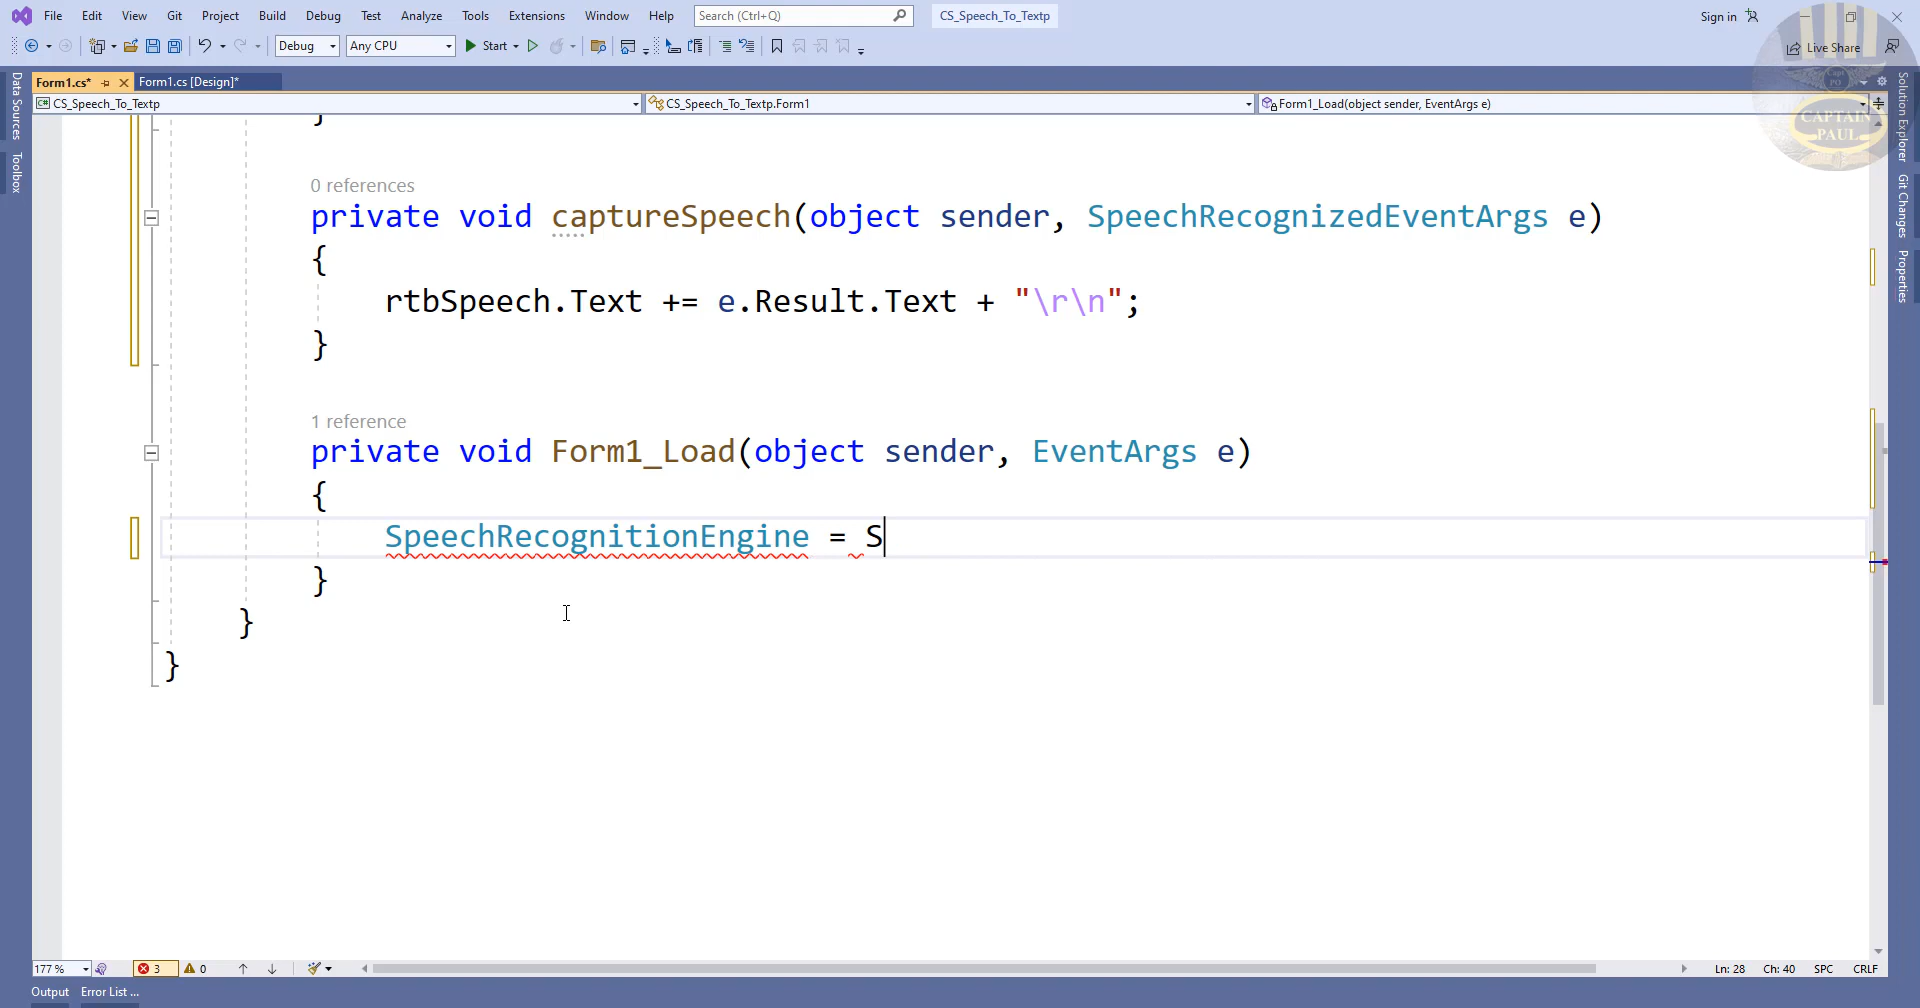 File Edit View Git Project Build Debug Test Analyze Tools Extensions Window Help Search (Ctrl+Q) CS_Speech_To_Textp Sign in
Debug Any CPU Start Live Share
Form1.cs* Form1.cs [Design]*
CS_Speech_To_Textp CS_Speech_To_Textp.Form1 Form1_Load(object sender, EventArgs e)
Data Sources
Toolbox
Solution Explorer
Git Changes
Properties
Capt
PO
CAPTAIN
PAUL
}
0 references
private void captureSpeech(object sender, SpeechRecognizedEventArgs e)
{
rtbSpeech.Text += e.Result.Text + "\r\n";
}
1 reference
private void Form1_Load(object sender, EventArgs e)
{
SpeechRecognitionEngine = S
}
}
}
177 % 3 0 Ln: 28 Ch: 40 SPC CRLF
Output Error List ...